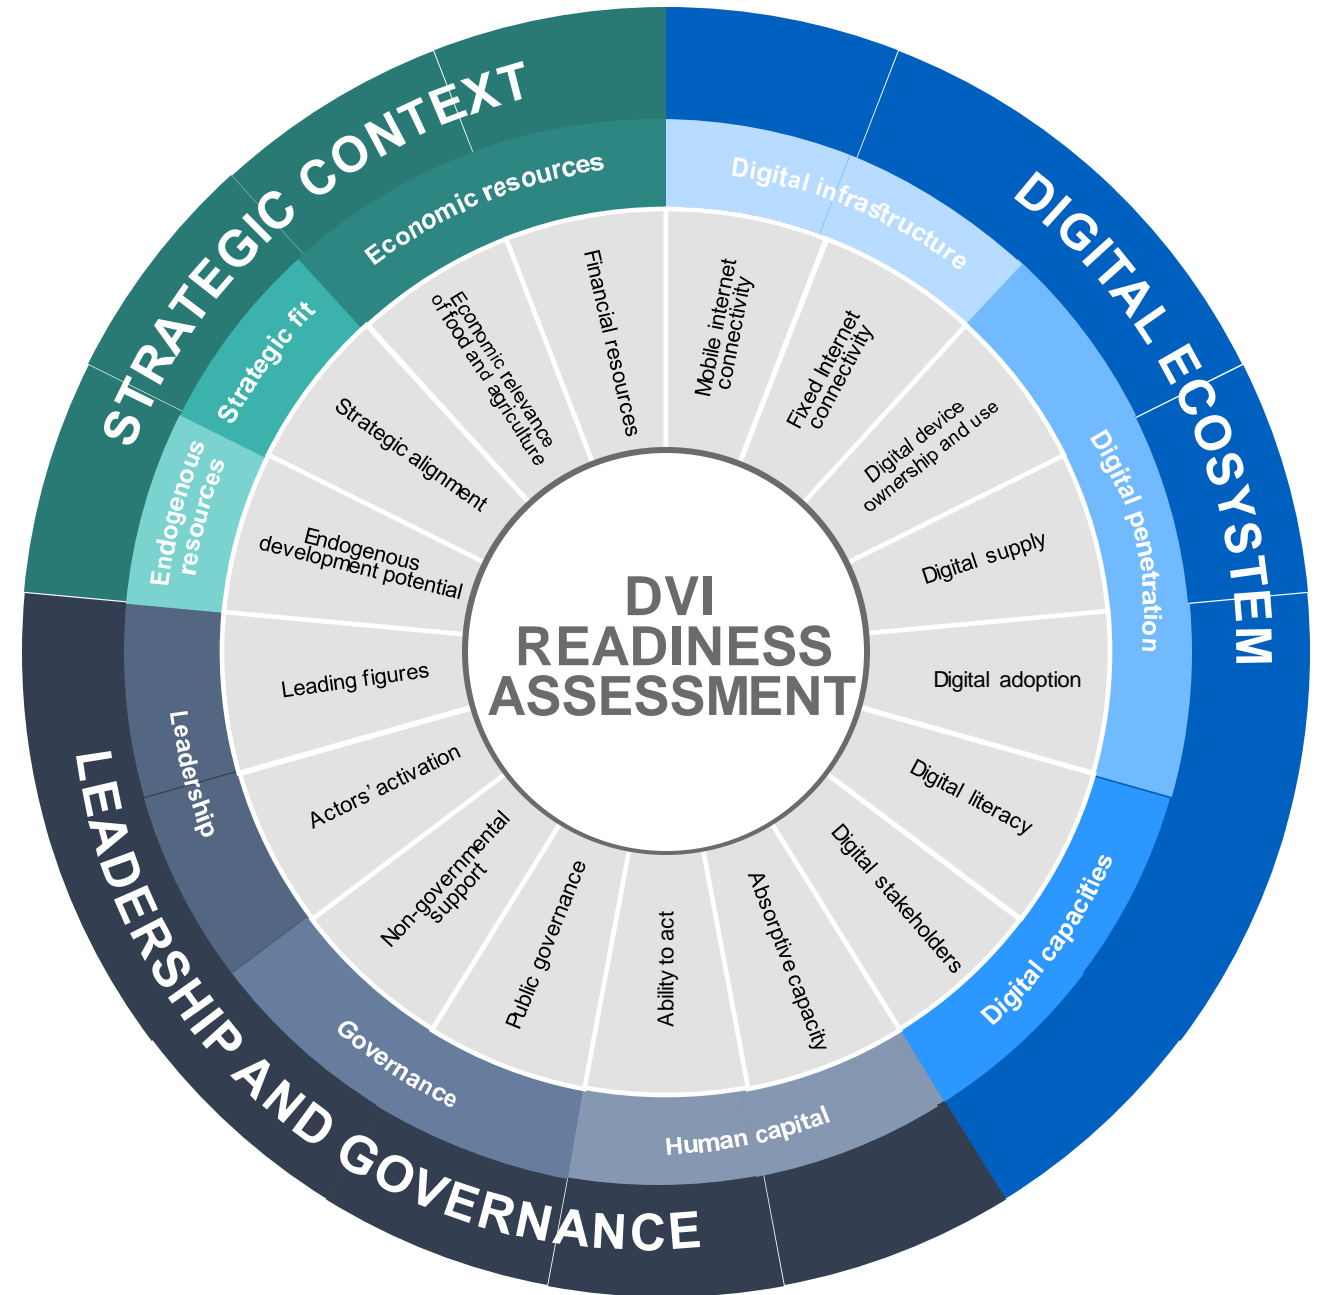 STRATEGIC CONTEXT
DIGITAL ECOSYSTEM
LEADERSHIP AND GOVERNANCE
Economic resources
Strategic fit
Endogenous
resources
Digital infrastructure
Digital penetration
Digital capacities
Human capital
Governance
Leadership
Mobile internet
connectivity
Fixed Internet
connectivity
Digital device
ownership and use
Digital supply
Digital adoption
Digital literacy
Digital stakeholders
Absorptive capacity
Ability to act
Public governance
Non-governmental
support
Actors' activation
Leading figures
Endogenous
development potential
Strategic alignment
Economic relevance
of food and agriculture
Financial resources
DVI
READINESS
ASSESSMENT